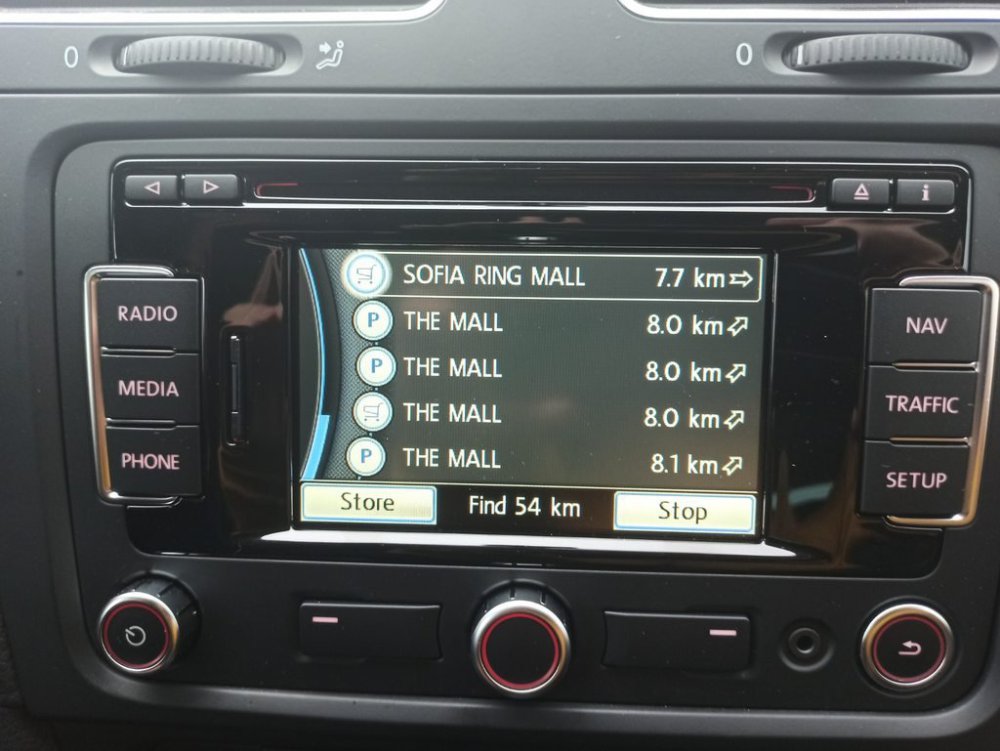 0
0
RADIO
MEDIA
PHONE
SOFIA RING MALL 7.7 km
P THE MALL 8.0 km
P THE MALL 8.0 km
THE MALL 8.0 km
P THE MALL 8.1 km
Store Find 54 km Stop
NAV
TRAFFIC
SETUP
i